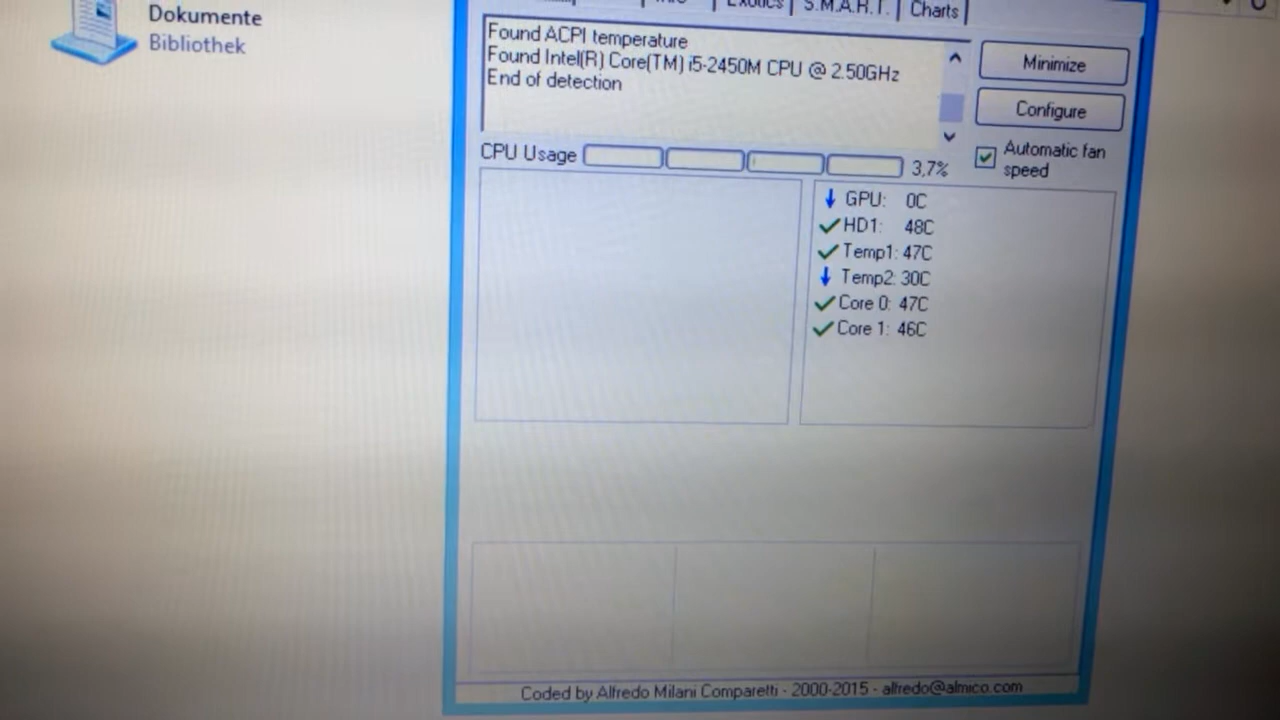 Dokumente
Bibliothek
Exotics S.M.A.R.T. Charts
Found ACPI temperature
Found Intel(R) Core(TM) i5-2450M CPU @ 2.50GHz
End of detection
Minimize
Configure
CPU Usage 3,7%
Automatic fan
speed
GPU: 0C
HD1: 48C
Temp1: 47C
Temp2: 30C
Core 0: 47C
Core 1: 46C
Coded by Alfredo Milani Comparetti - 2000-2015 - alfredo@almico.com